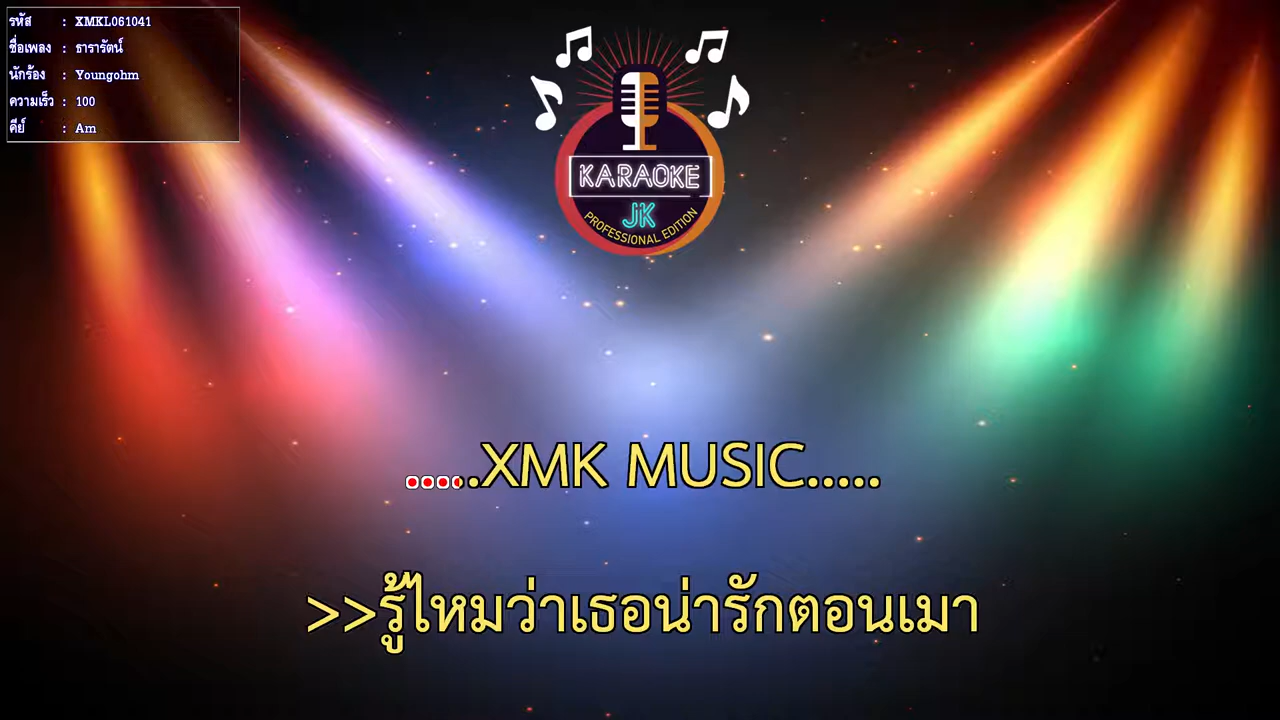 รหัส : XMKL061041
ชื่อเพลง : ธารารัตน์
นักร้อง : Youngohm
ความเร็ว : 100
คีย์ : Am
KARAOKE
JK
PROFESSIONAL EDITION
.....XMK MUSIC.....
>>รู้ไหมว่าเธอน่ารักตอนเมา